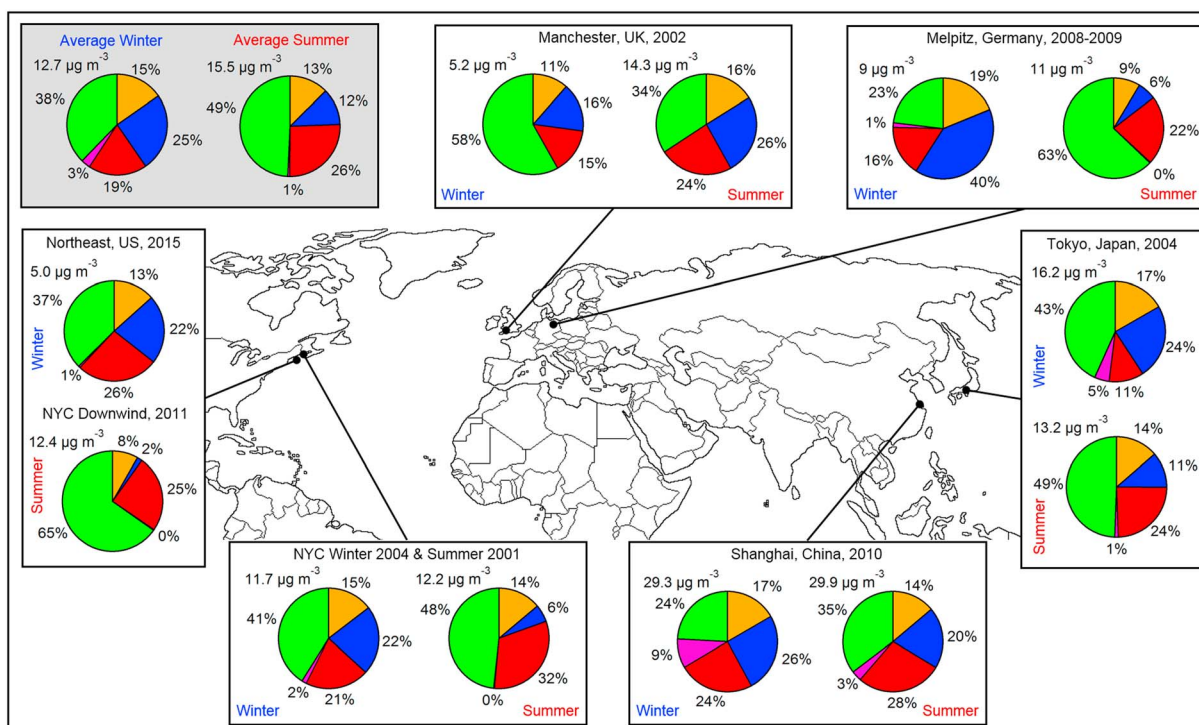 Average Winter
12.7 µg m-3
15%
38%
25%
3%
19%
Average Summer
15.5 µg m-3
13%
49%
12%
26%
1%
Manchester, UK, 2002
5.2 µg m-3
11%
16%
58%
15%
Winter
14.3 µg m-3
16%
34%
26%
24%
Summer
Melpitz, Germany, 2008-2009
9 µg m-3
19%
23%
1%
16%
40%
Winter
11 µg m-3
9%
6%
22%
63%
0%
Summer
Northeast, US, 2015
5.0 µg m-3
13%
37%
22%
Winter
1%
26%
NYC Downwind, 2011
12.4 µg m-3
8%
2%
25%
Summer
65%
0%
Tokyo, Japan, 2004
16.2 µg m-3
17%
43%
24%
Winter
5%
11%
13.2 µg m-3
14%
49%
11%
Summer
24%
1%
NYC Winter 2004 & Summer 2001
11.7 µg m-3
15%
41%
22%
2%
21%
Winter
12.2 µg m-3
14%
48%
6%
32%
0%
Summer
Shanghai, China, 2010
29.3 µg m-3
17%
24%
9%
26%
24%
Winter
29.9 µg m-3
14%
35%
20%
3%
28%
Summer